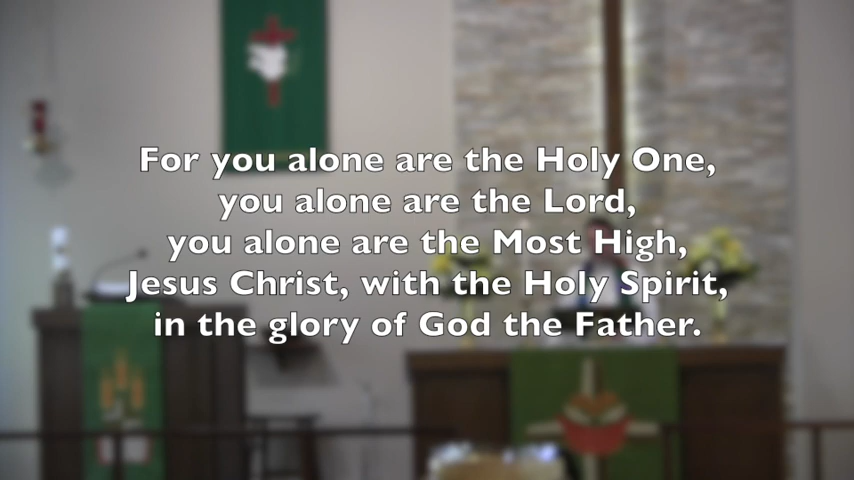 For you alone are the Holy One,
you alone are the Lord,
you alone are the Most High,
Jesus Christ, with the Holy Spirit,
in the glory of God the Father.